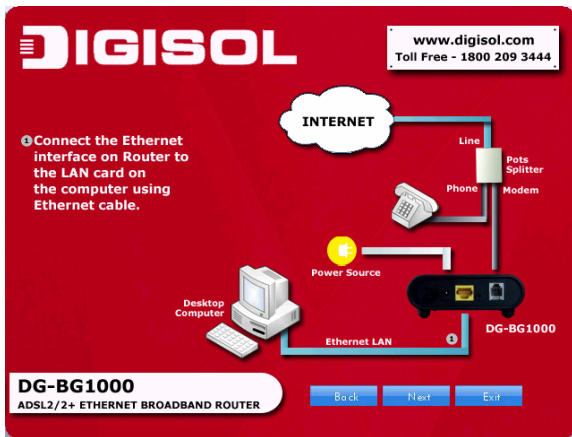 DIGISOL
www.digisol.com
Toll Free - 1800 209 3444
1 Connect the Ethernet
interface on Router to
the LAN card on
the computer using
Ethernet cable.
INTERNET
Line
Pots
Splitter
Phone
Modem
Power Source
Desktop
Computer
DG-BG1000
Ethernet LAN
1
DG-BG1000
ADSL2/2+ ETHERNET BROADBAND ROUTER
Back
Next
Exit